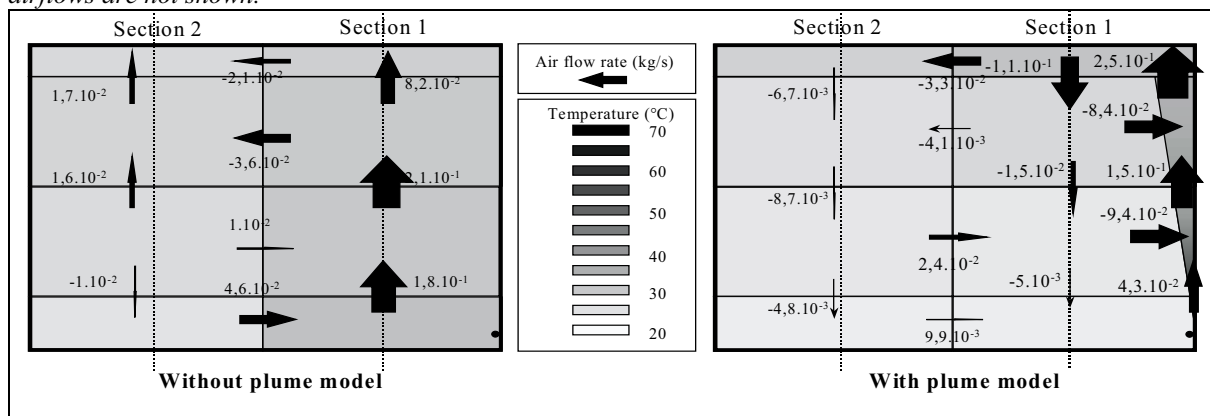 airflows are not shown.
Section 2 Section 1
-2,1.10-2
1,7.10-2 8,2.10-2
-3,6.10-2
1,6.10-2 2,1.10-1
1.10-2
-1.10-2 4,6.10-2 1,8.10-1
Without plume model
Air flow rate (kg/s)
Temperature (°C)
70
60
50
40
30
20
Section 2 Section 1
-1,1.10-1 2,5.10-1
-3,3.10-2
-6,7.10-3 -8,4.10-2
-4,1.10-3
-1,5.10-2 1,5.10-1
-8,7.10-3
-9,4.10-2
2,4.10-2
-5.10-3 4,3.10-2
-4,8.10-3
9,9.10-3
With plume model